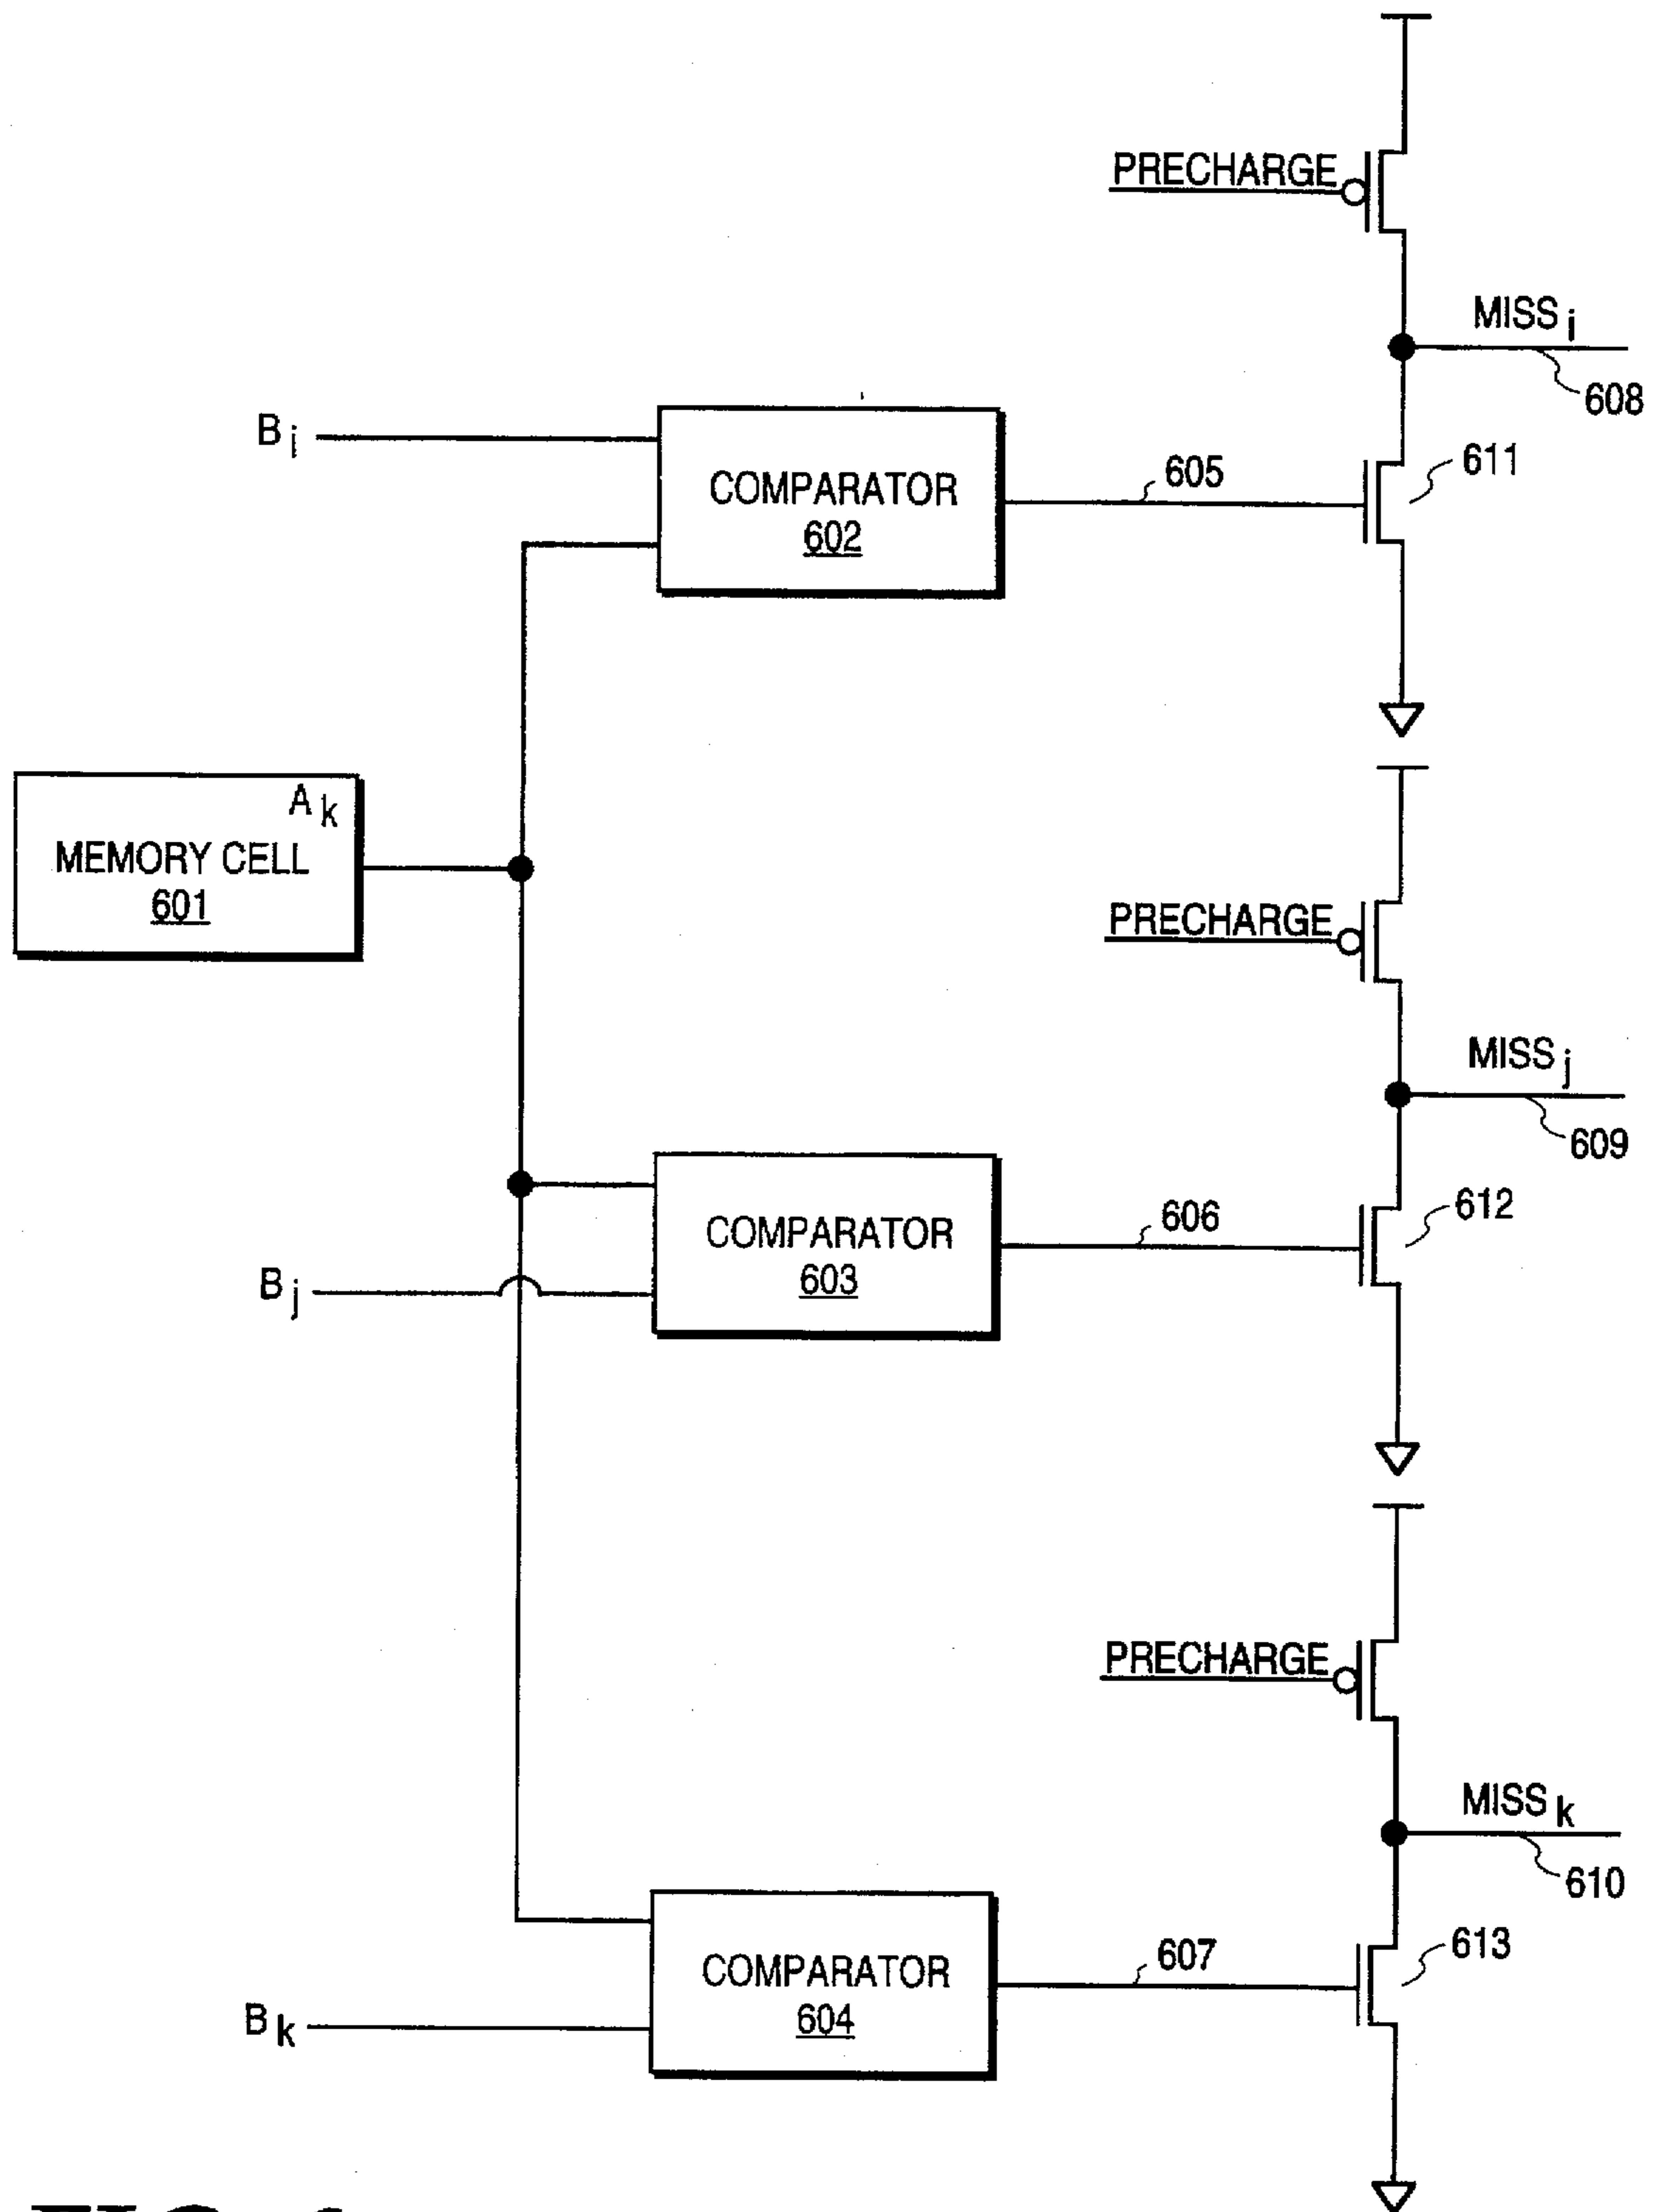 PRECHARGE
MISS i
608
B i
COMPARATOR
602
605
611
A k
MEMORY CELL
601
PRECHARGE
MISS j
609
COMPARATOR
603
606
612
B j
PRECHARGE
MISS k
610
COMPARATOR
604
607
613
B k